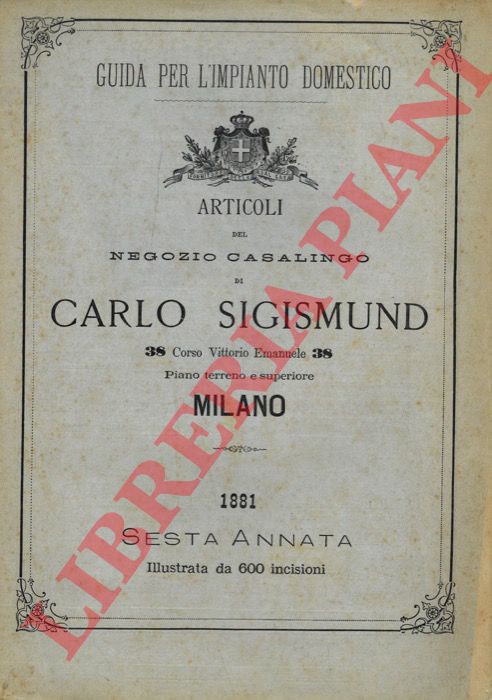 GUIDA PER L'IMPIANTO DOMESTICO
ARTICOLI
DEL
NEGOZIO CASALINGO
DI
CARLO SIGISMUND
38 Corso Vittorio Emanuele 38
Piano terreno e superiore
MILANO
1881
SESTA ANNATA
Illustrata da 600 incisioni
LIBRERIA PIANI